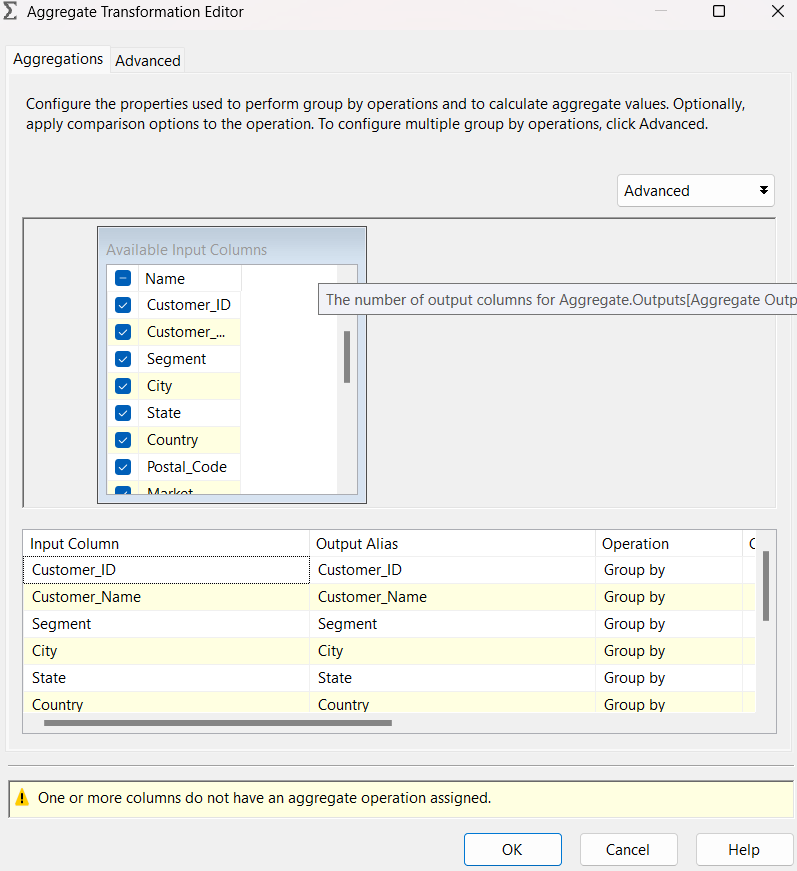 Aggregate Transformation Editor
Aggregations Advanced
Configure the properties used to perform group by operations and to calculate aggregate values. Optionally,
apply comparison options to the operation. To configure multiple group by operations, click Advanced.
Advanced
Available Input Columns
Name
The number of output columns for Aggregate.Outputs[Aggregate Outp
Customer_ID
Customer_...
Segment
City
State
Country
Postal_Code
Market
Input Column Output Alias Operation C
Customer_ID Customer_ID Group by
Customer_Name Customer_Name Group by
Segment Segment Group by
City City Group by
State State Group by
Country Country Group by
One or more columns do not have an aggregate operation assigned.
OK Cancel Help